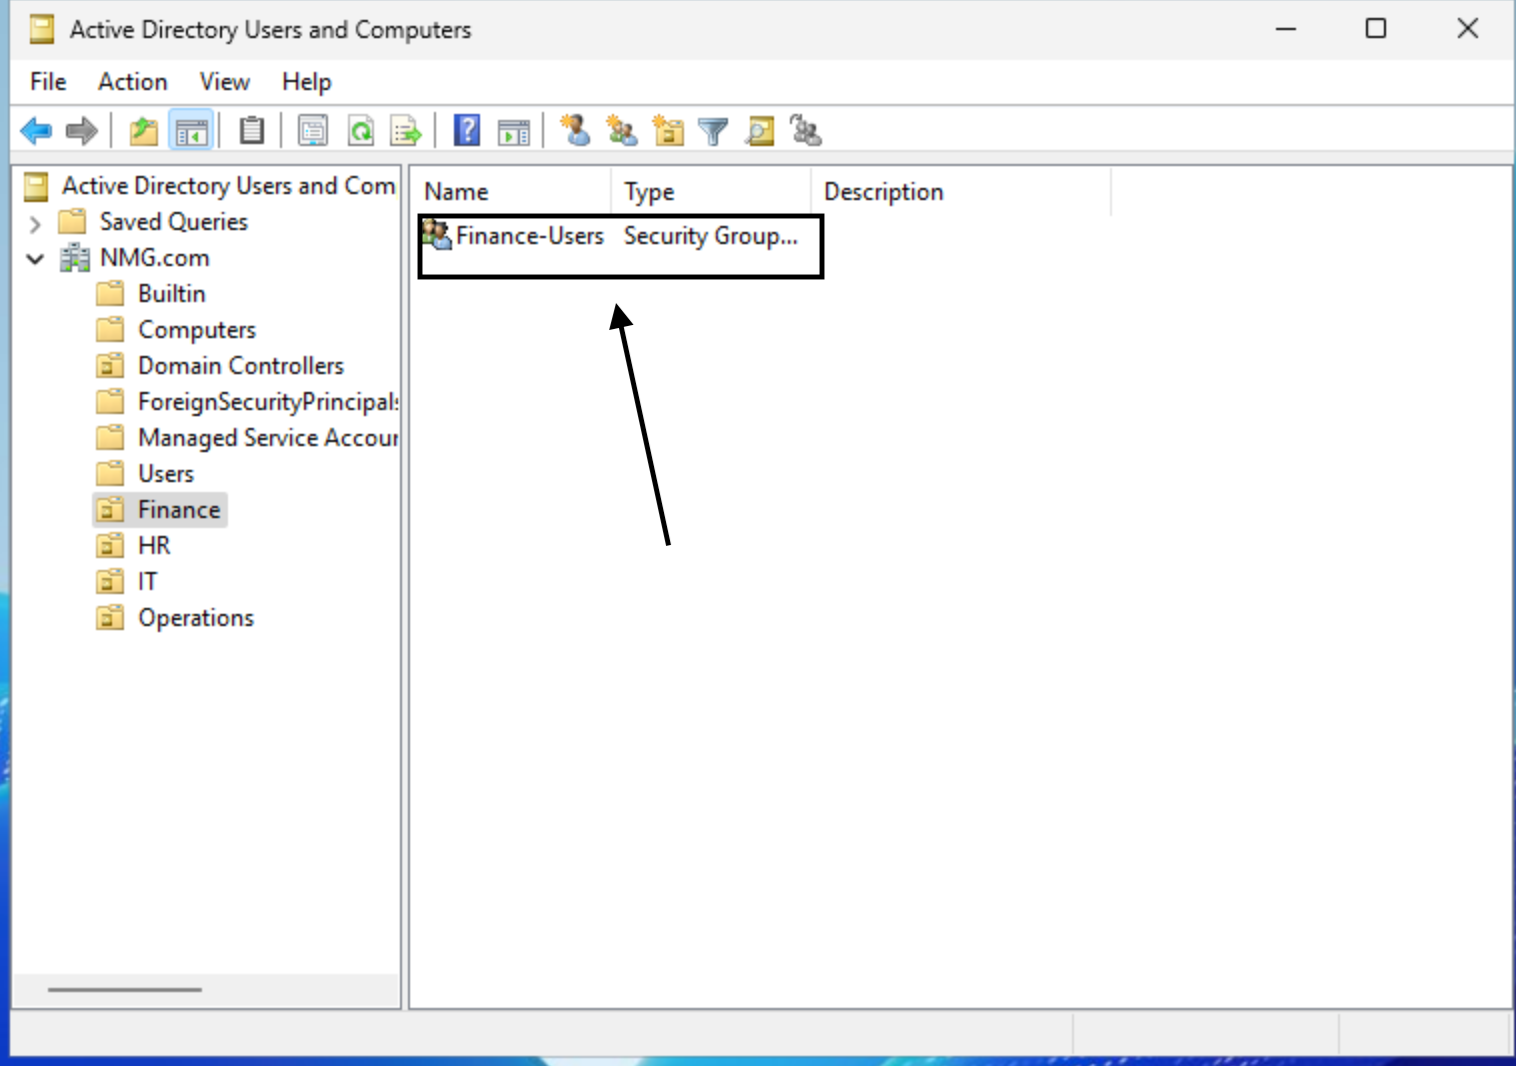 Active Directory Users and Computers
File Action View Help
Active Directory Users and Com
Saved Queries
NMG.com
Builtin
Computers
Domain Controllers
ForeignSecurityPrincipals
Managed Service Accour
Users
Finance
HR
IT
Operations
Name Type Description
Finance-Users Security Group...